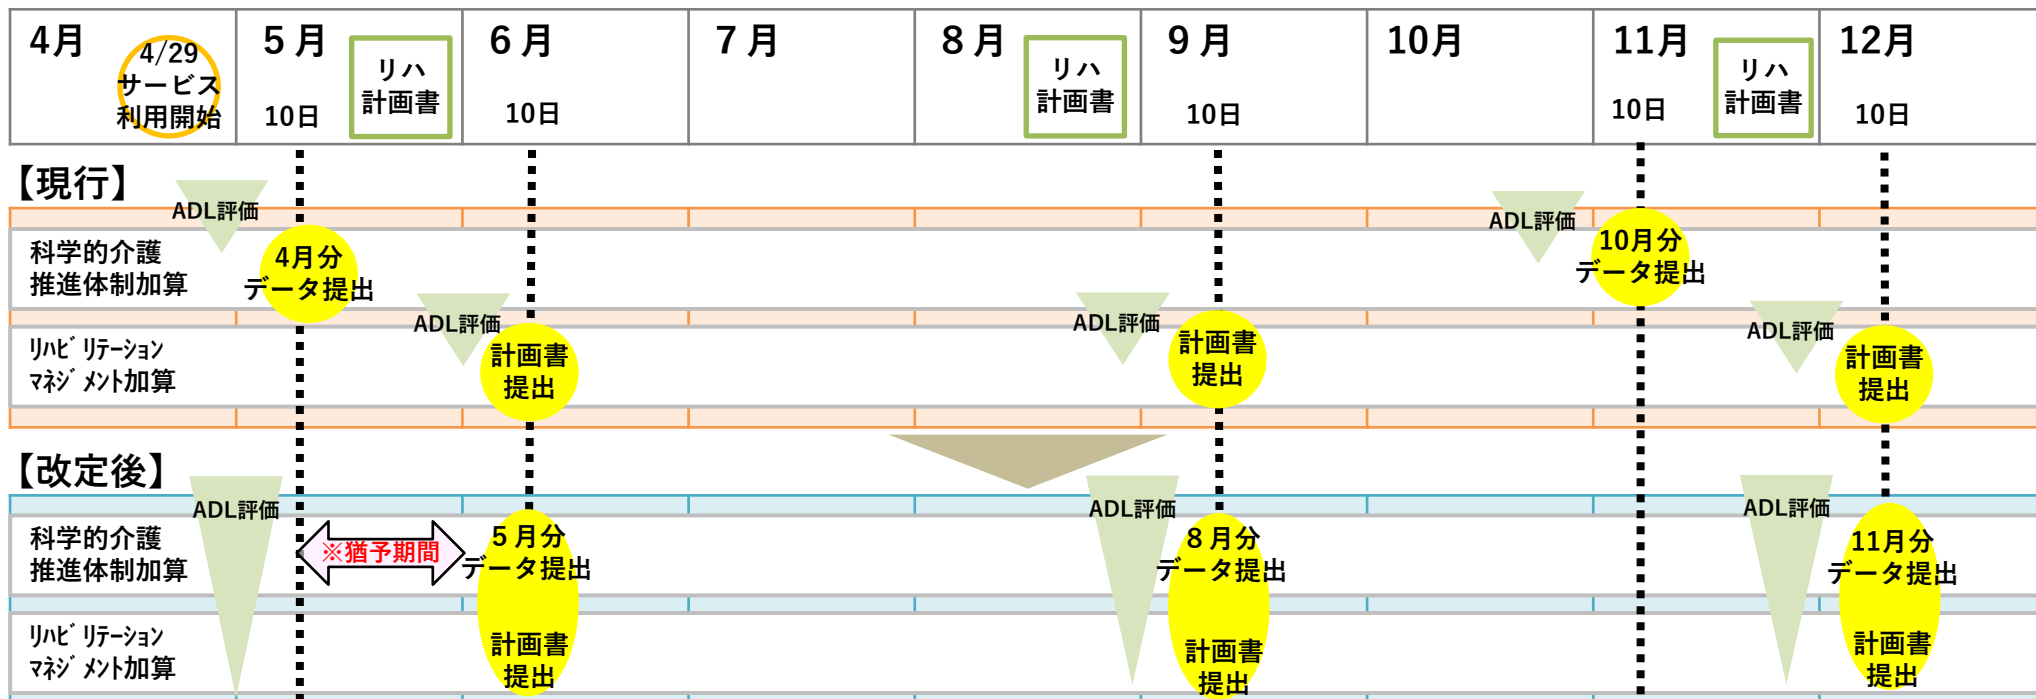 4月
4/29
サービス
利用開始
5月
10日
リハ
計画書
6月
10日
7月
8月
リハ
計画書
9月
10日
10月
11月
10日
リハ
計画書
12月
10日
【現行】
ADL評価
ADL評価
科学的介護
推進体制加算
4月分
データ提出
10月分
データ提出
ADL評価
ADL評価
ADL評価
リハビリテーション
マネジメント加算
計画書
提出
計画書
提出
計画書
提出
【改定後】
ADL評価
ADL評価
ADL評価
科学的介護
推進体制加算
※猶予期間
5月分
データ提出
8月分
データ提出
11月分
データ提出
リハビリテーション
マネジメント加算
計画書
提出
計画書
提出
計画書
提出